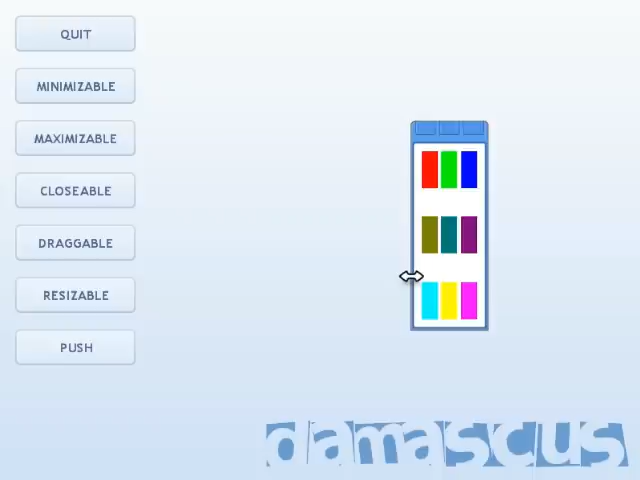 QUIT
MINIMIZABLE
MAXIMIZABLE
CLOSEABLE
DRAGGABLE
RESIZABLE
PUSH
damascus